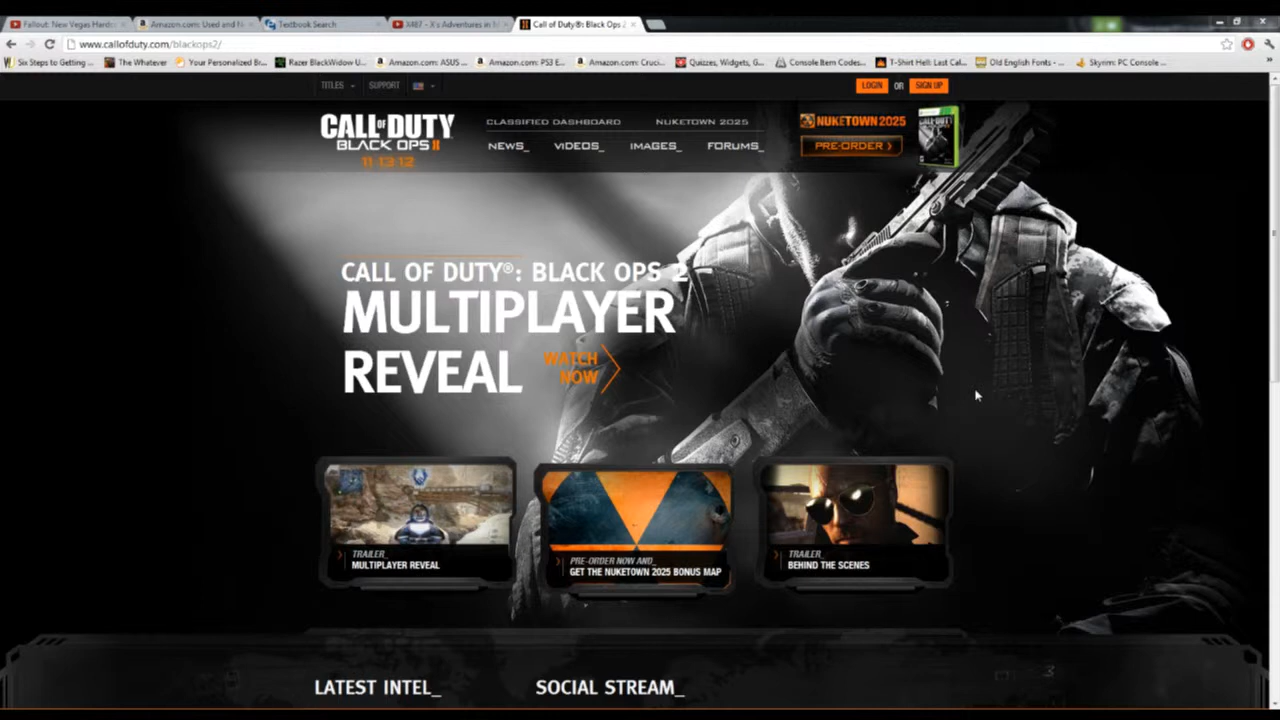 Fallout: New Vegas Hardc
Amazon.com: Used and N
Textbook Search
X4#7 - X's Adventures in M
Call of Duty®: Black Ops 2
www.callofduty.com/blackops2/
Six Steps to Getting ...
The Whatever
Your Personalized Br...
Razer BlackWidow U...
Amazon.com: ASUS ...
Amazon.com: PS3 E...
Amazon.com: Cruci...
Quizzes, Widgets, G...
Console Item Codes...
T-Shirt Hell: Last Cal...
Old English Fonts - ...
Skyrim: PC Console ...
TITLES
SUPPORT
LOGIN OR SIGN UP
CALL OF DUTY
BLACK OPS II
11 13 12
CLASSIFIED DASHBOARD
NUKETOWN 2025
NEWS_
VIDEOS_
IMAGES_
FORUMS_
NUKETOWN 2025
PRE-ORDER
CALL OF DUTY®: BLACK OPS 2
MULTIPLAYER
REVEAL
WATCH
NOW
TRAILER_
MULTIPLAYER REVEAL
PRE-ORDER NOW AND_
GET THE NUKETOWN 2025 BONUS MAP
TRAILER_
BEHIND THE SCENES
LATEST INTEL_
SOCIAL STREAM_